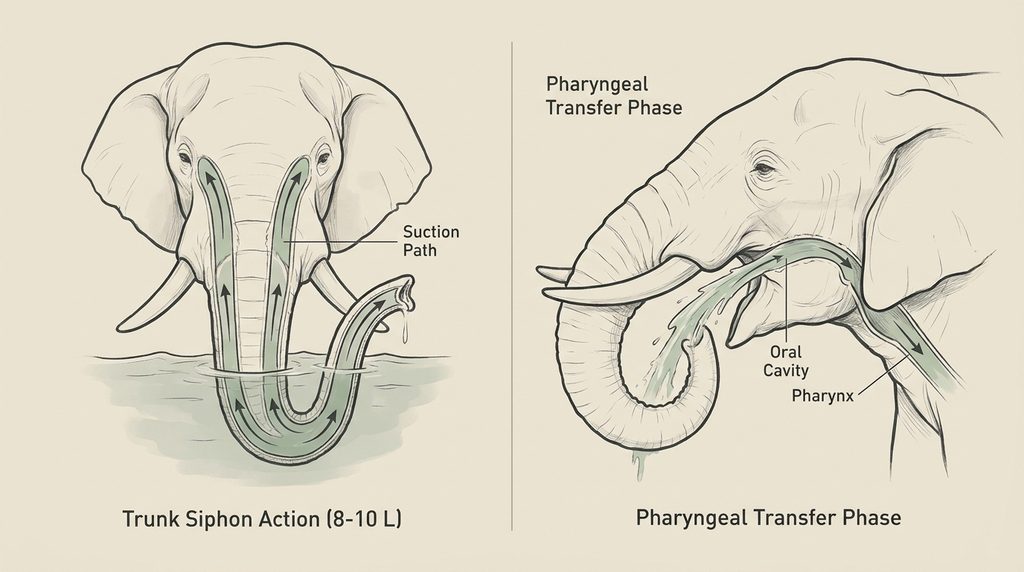 Suction
Path
Trunk Siphon Action (8-10 L)
Pharyngeal
Transfer Phase
Oral
Cavity
Pharynx
Pharyngeal Transfer Phase